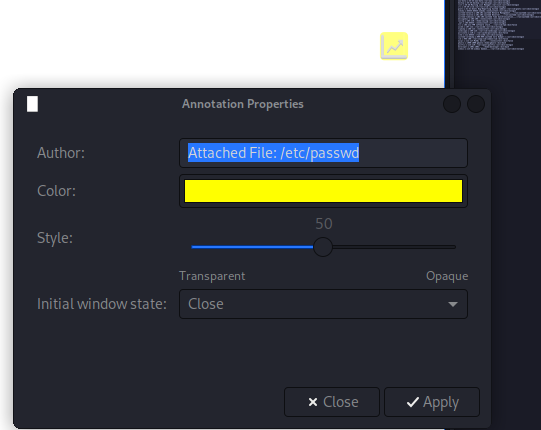 Annotation Properties
Author: Attached File: /etc/passwd
Color:
50
Style:
Transparent Opaque
Initial window state: Close
Close Apply